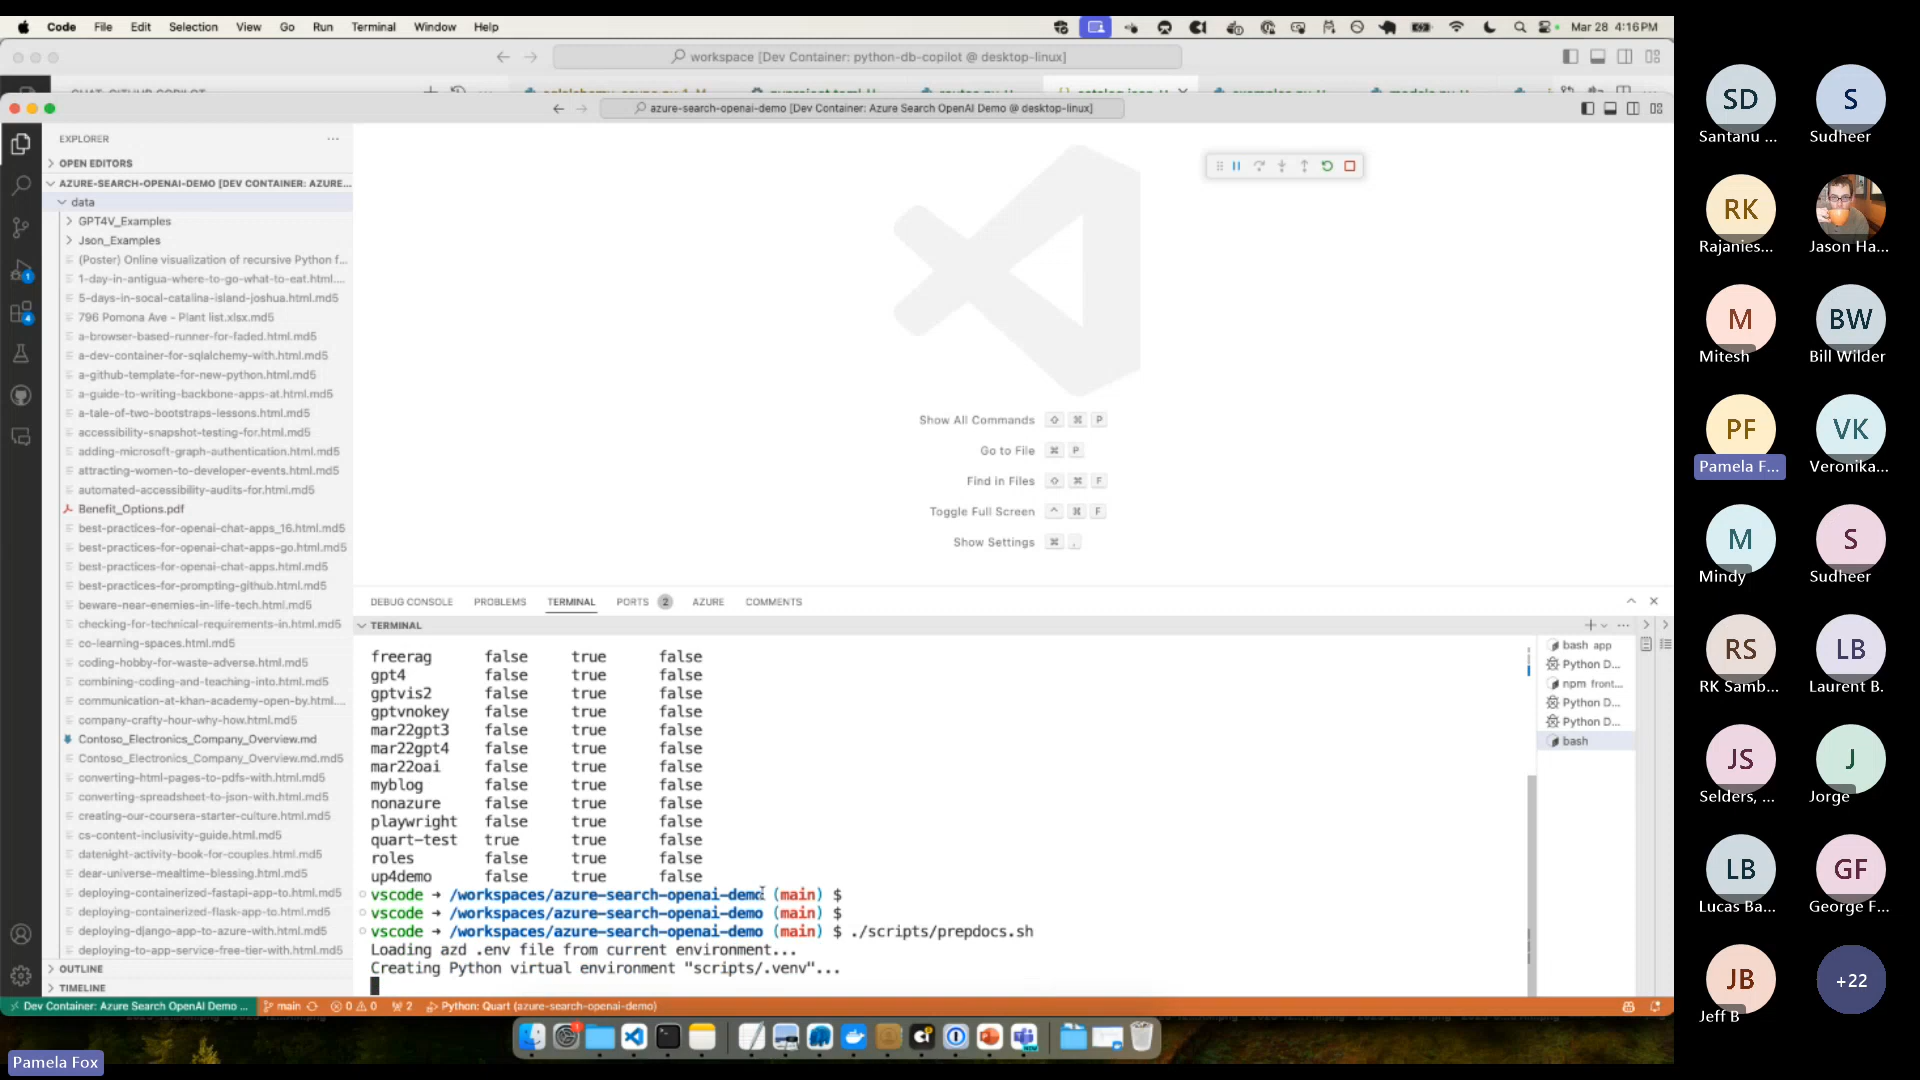 Code File Edit Selection View Go Run Terminal Window Help Mar 28 4:16 PM
workspace [Dev Container: python-db-copilot @ desktop-linux]
azure-search-openai-demo [Dev Container: Azure Search OpenAI Demo @ desktop-linux]
EXPLORER
OPEN EDITORS
AZURE-SEARCH-OPENAI-DEMO [DEV CONTAINER: AZURE...
data
GPT4V_Examples
Json_Examples
(Poster) Online visualization of recursive Python f...
1-day-in-antigua-where-to-go-what-to-eat.html....
5-days-in-socal-catalina-island-joshua.html.md5
796 Pomona Ave - Plant list.xlsx.md5
a-browser-based-runner-for-faded.html.md5
a-dev-container-for-sqlalchemy-with.html.md5
a-github-template-for-new-python.html.md5
a-guide-to-writing-backbone-apps-at.html.md5
a-tale-of-two-bootstraps-lessons.html.md5
accessibility-snapshot-testing-for.html.md5
adding-microsoft-graph-authentication.html.md5
attracting-women-to-developer-events.html.md5
automated-accessibility-audits-for.html.md5
Benefit_Options.pdf
best-practices-for-openai-chat-apps_16.html.md5
best-practices-for-openai-chat-apps-go.html.md5
best-practices-for-openai-chat-apps.html.md5
best-practices-for-prompting-github.html.md5
beware-near-enemies-in-life-tech.html.md5
checking-for-technical-requirements-in.html.md5
co-learning-spaces.html.md5
coding-hobby-for-waste-adverse.html.md5
combining-coding-and-teaching-into.html.md5
communication-at-khan-academy-open-by.html....
company-crafty-hour-why-how.html.md5
Contoso_Electronics_Company_Overview.md
Contoso_Electronics_Company_Overview.md.md5
converting-html-pages-to-pdfs-with.html.md5
converting-spreadsheet-to-json-with.html.md5
creating-our-coursera-starter-culture.html.md5
cs-content-inclusivity-guide.html.md5
datenight-activity-book-for-couples.html.md5
dear-universe-mealtime-blessing.html.md5
deploying-containerized-fastapi-app-to.html.md5
deploying-containerized-flask-app-to.html.md5
deploying-django-app-to-azure-with.html.md5
deploying-to-app-service-free-tier-with.html.md5
OUTLINE
TIMELINE
Show All Commands ⇧ ⌘ P
Go to File ⌘ P
Find in Files ⇧ ⌘ F
Toggle Full Screen ^ ⌘ F
Show Settings ⌘ ,
DEBUG CONSOLE PROBLEMS TERMINAL PORTS 2 AZURE COMMENTS
TERMINAL
freerag false true false
gpt4 false true false
gptvis2 false true false
gptvnokey false true false
mar22gpt3 false true false
mar22gpt4 false true false
mar22oai false true false
myblog false true false
nonazure false true false
playwright false true false
quart-test true true false
roles false true false
up4demo false true false
vscode → /workspaces/azure-search-openai-demo (main) $
vscode → /workspaces/azure-search-openai-demo (main) $
vscode → /workspaces/azure-search-openai-demo (main) $ ./scripts/prepdocs.sh
Loading azd .env file from current environment...
Creating Python virtual environment "scripts/.venv"...
bash app
Python D...
npm front...
Python D...
Python D...
bash
Dev Container: Azure Search OpenAI Demo ... main 0 0 2 Python: Quart (azure-search-openai-demo)
Pamela Fox
SD S
Santanu ... Sudheer
RK
Rajanies... Jason Ha...
M BW
Mitesh Bill Wilder
PF VK
Pamela F... Veronika...
M S
Mindy Sudheer
RS LB
RK Samb... Laurent B.
JS J
Selders, ... Jorge
LB GF
Lucas Ba... George F...
JB +22
Jeff B